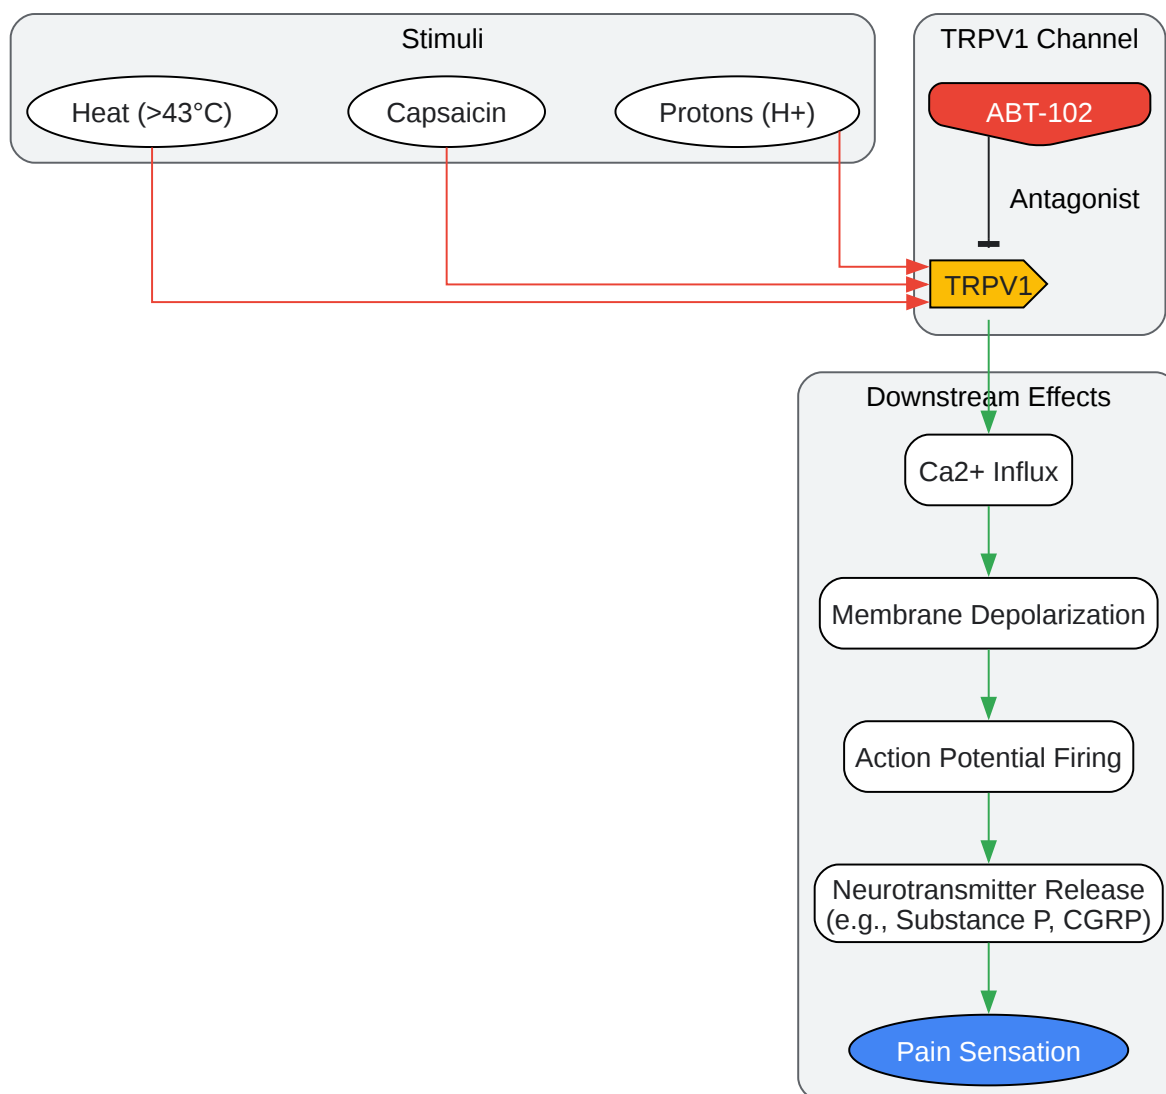 Stimuli
Heat (>43°C)
Capsaicin
Protons (H+)
TRPV1 Channel
ABT-102
Antagonist
TRPV1
Downstream Effects
Ca2+ Influx
Membrane Depolarization
Action Potential Firing
Neurotransmitter Release
(e.g., Substance P, CGRP)
Pain Sensation